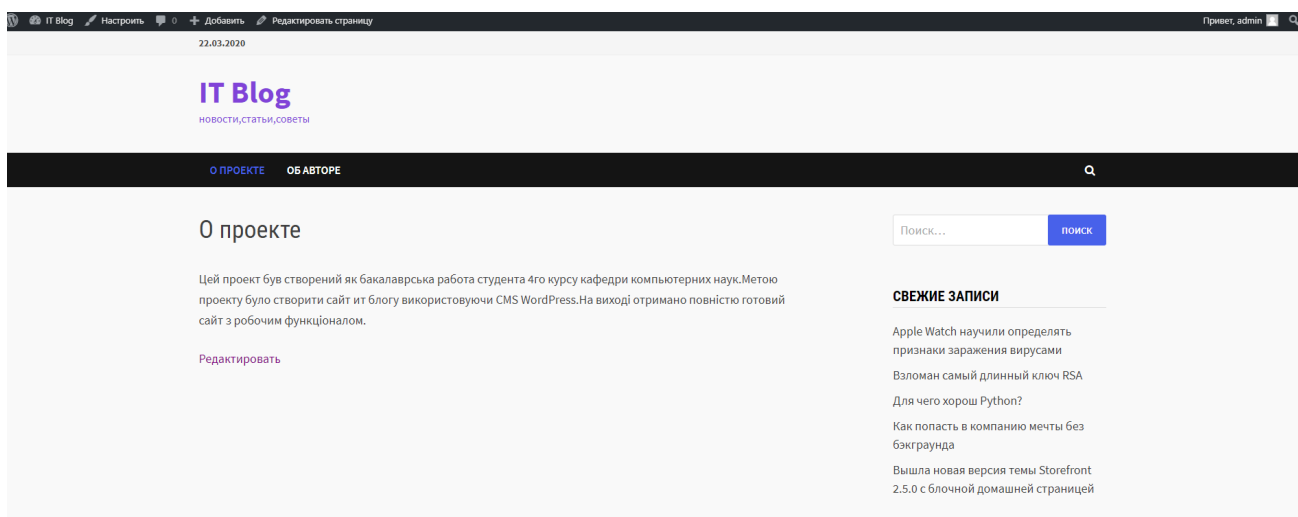 IT Blog Настроить 0 Добавить Редактировать страницу Привет, admin
22.03.2020
IT Blog
новости,статьи,советы
О ПРОЕКТЕ ОБ АВТОРЕ
О проекте
Цей проект був створений як бакалаврська работа студента 4го курсу кафедри компьютерних наук.Метою
проекту було створити сайт ит блогу використовуючи CMS WordPress.На виході отримано повністю готовий
сайт з робочим функціоналом.
Редактировать
Поиск… ПОИСК
СВЕЖИЕ ЗАПИСИ
Apple Watch научили определять
признаки заражения вирусами
Взломан самый длинный ключ RSA
Для чего хорош Python?
Как попасть в компанию мечты без
бэкграунда
Вышла новая версия темы Storefront
2.5.0 с блочной домашней страницей